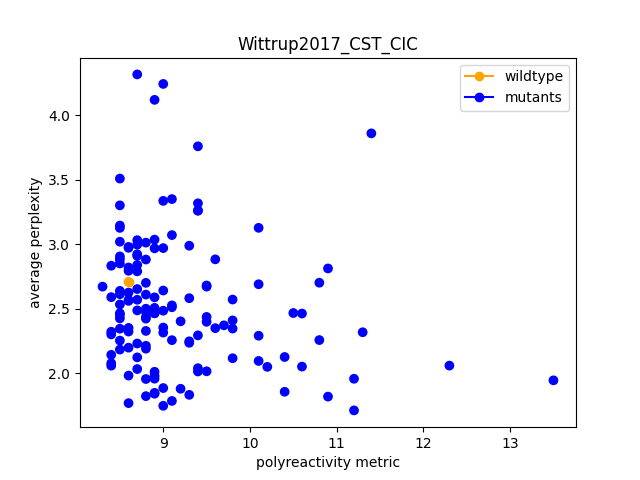 Wittrup2017_CST_CIC
wildtype
mutants
4.0
3.5
3.0
2.5
2.0
average perplexity
9 10 11 12 13
polyreactivity metric